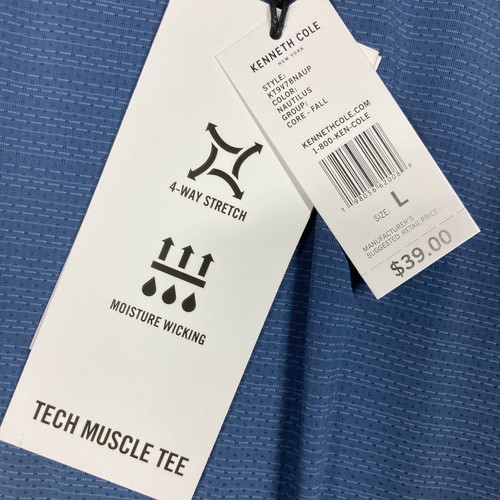 KENNETH COLE
NEW YORK
STYLE:
KT9V78NAUP
COLOR:
NAUTILUS
GROUP:
CORE - FALL
KENNETHCOLE.COM
1-800-KEN-COLE
SIZE: L
MANUFACTURER'S
SUGGESTED RETAIL PRICE:
$39.00
4-WAY STRETCH
MOISTURE WICKING
TECH MUSCLE TEE